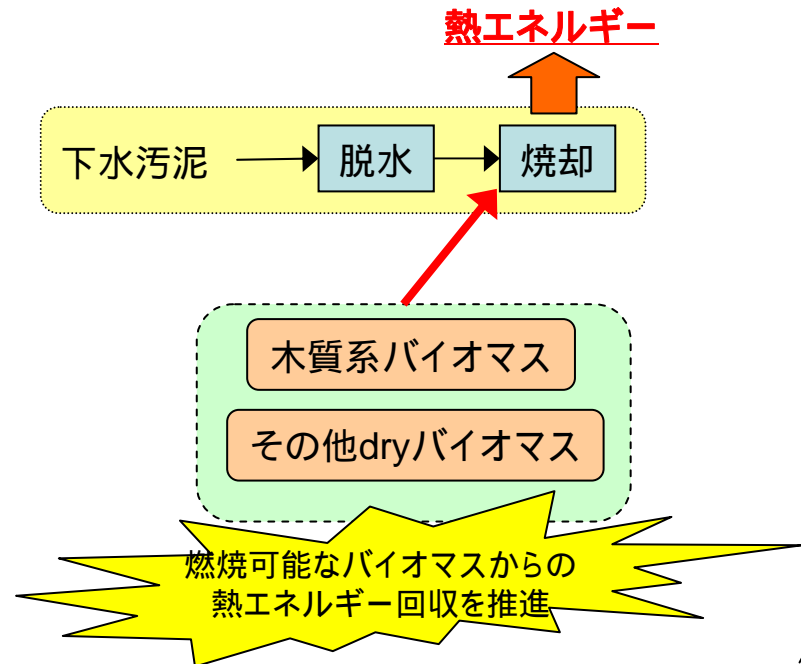 熱エネルギー
下水汚泥
脱水
焼却
木質系バイオマス
その他dryバイオマス
燃焼可能なバイオマスからの
熱エネルギー回収を推進